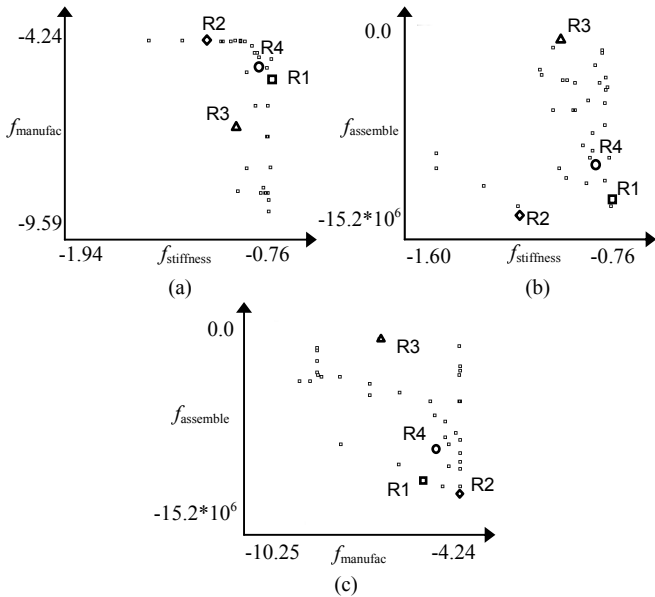 -4.24
R2
R4
R1
R3
f_manufac
-9.59
-1.94
f_stiffness
-0.76
(a)
0.0
R3
f_assemble
R4
R1
R2
-15.2*10^6
-1.60
f_stiffness
-0.76
(b)
0.0
R3
f_assemble
R4
R1
R2
-15.2*10^6
-10.25
f_manufac
-4.24
(c)